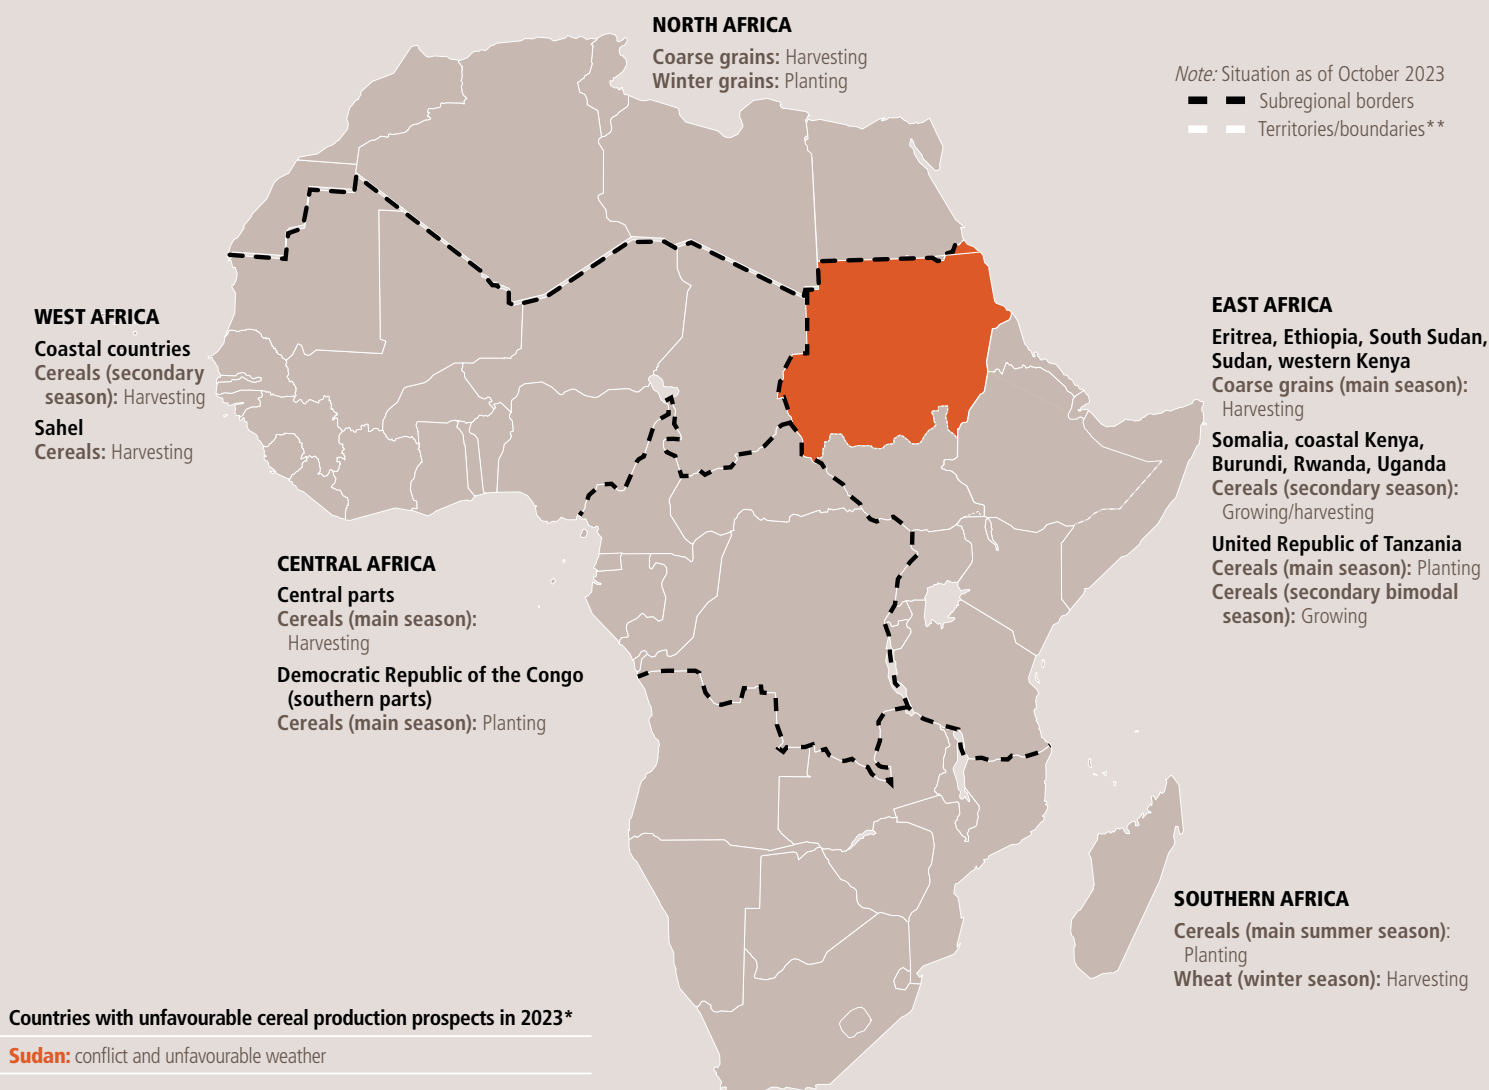 NORTH AFRICA
Coarse grains: Harvesting
Winter grains: Planting
Note: Situation as of October 2023
Subregional borders
Territories/boundaries**
WEST AFRICA
Coastal countries
Cereals (secondary
season): Harvesting
Sahel
Cereals: Harvesting
EAST AFRICA
Eritrea, Ethiopia, South Sudan,
Sudan, western Kenya
Coarse grains (main season):
Harvesting
Somalia, coastal Kenya,
Burundi, Rwanda, Uganda
Cereals (secondary season):
Growing/harvesting
United Republic of Tanzania
Cereals (main season): Planting
Cereals (secondary bimodal
season): Growing
CENTRAL AFRICA
Central parts
Cereals (main season):
Harvesting
Democratic Republic of the Congo
(southern parts)
Cereals (main season): Planting
SOUTHERN AFRICA
Cereals (main summer season):
Planting
Wheat (winter season): Harvesting
Countries with unfavourable cereal production prospects in 2023*
Sudan: conflict and unfavourable weather